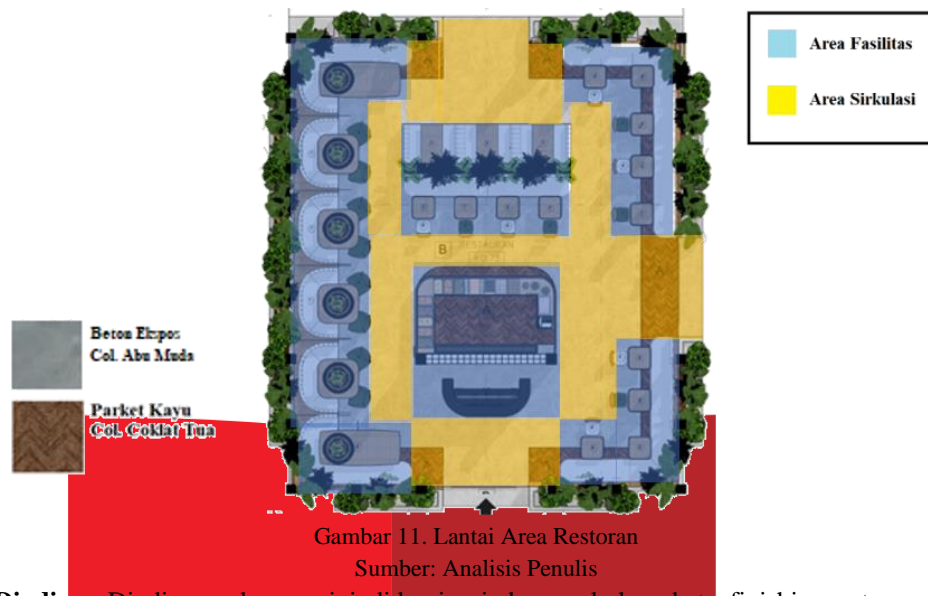 Area Fasilitas
Area Sirkulasi
B
Beton Ekspos
Col. Abu Muda
Parket Kayu
Col. Coklat Tua
Gambar 11. Lantai Area Restoran
Sumber: Analisis Penulis